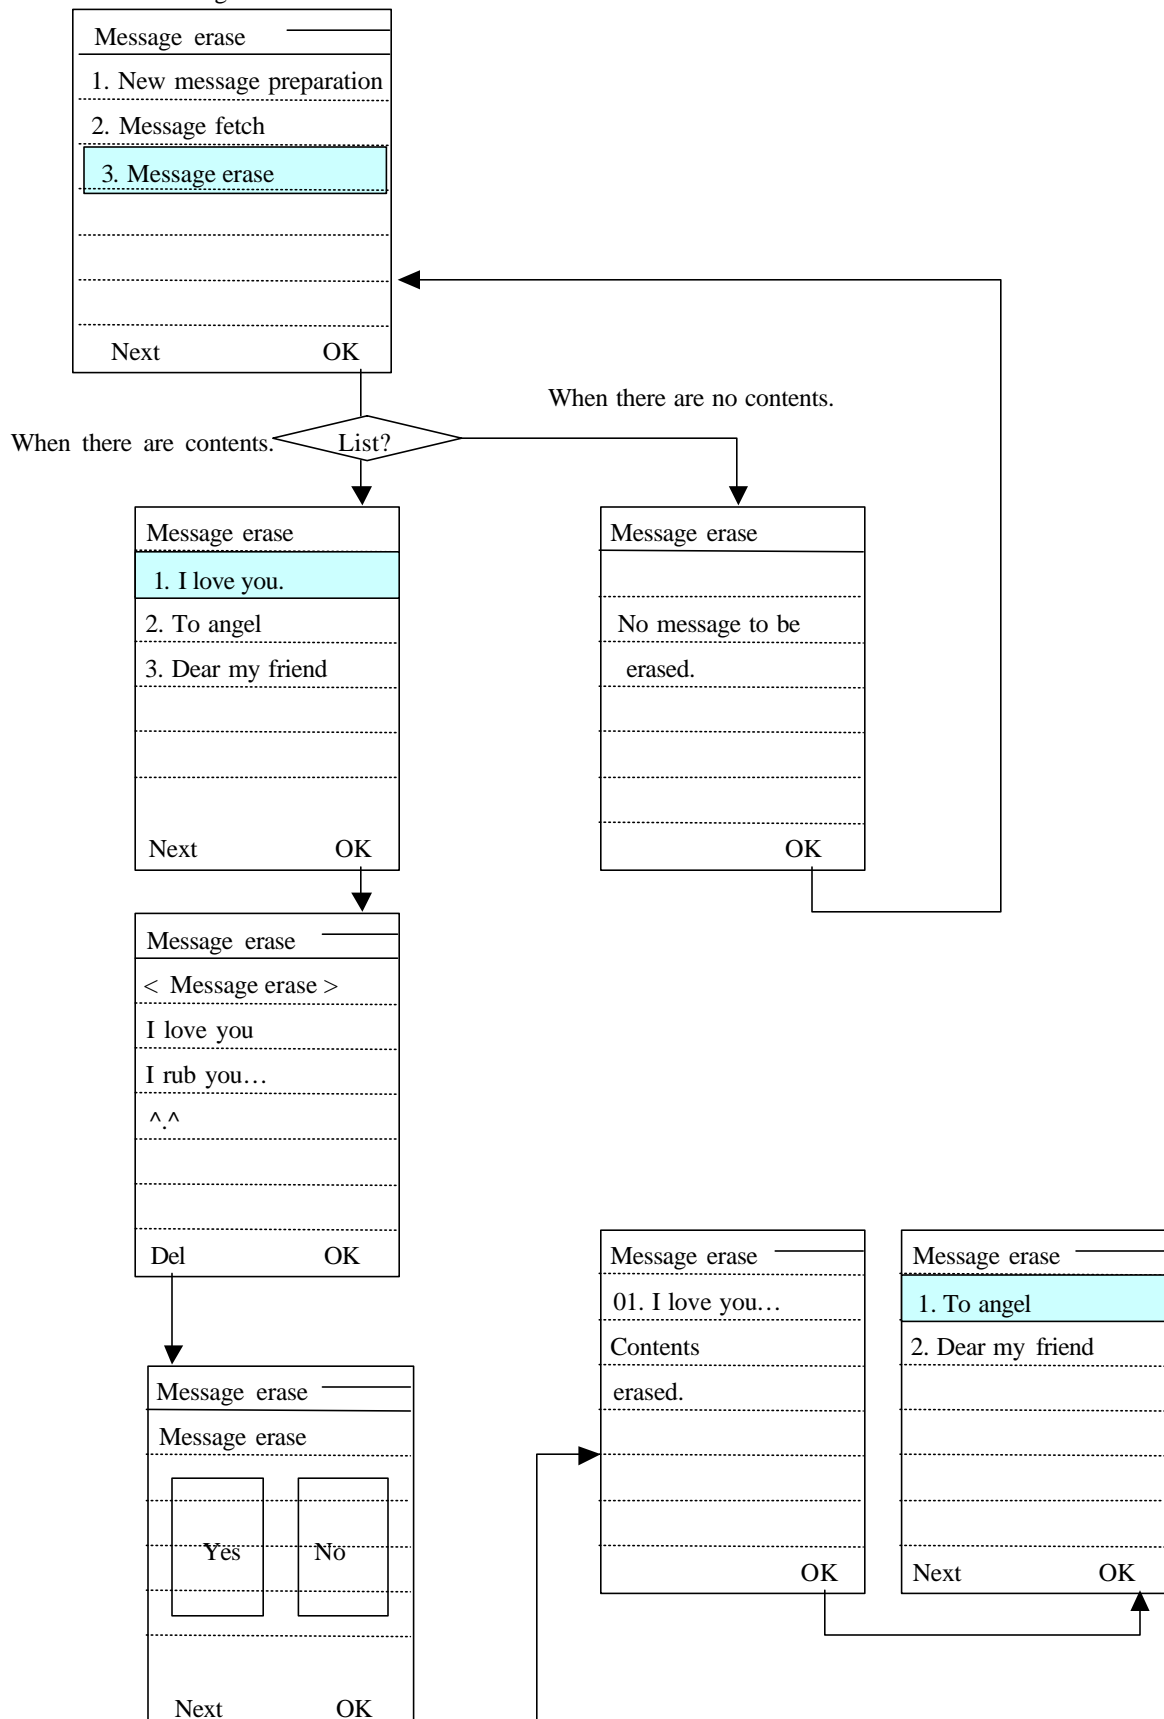 Message erase
1. New message preparation
2. Message fetch
3. Message erase
Next OK
When there are no contents.
When there are contents. List?
Message erase
1. I love you.
2. To angel
3. Dear my friend
Next OK
Message erase
No message to be
erased.
OK
Message erase
< Message erase >
I love you
I rub you…
^.^
Del OK
Message erase
Message erase
Yes No
Next OK
Message erase
01. I love you…
Contents
erased.
OK
Message erase
1. To angel
2. Dear my friend
Next OK